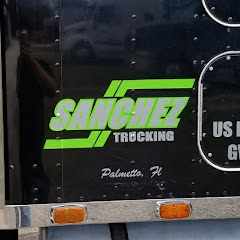 SANCHEZ
TRUCKING
Palmetto, Fl
US